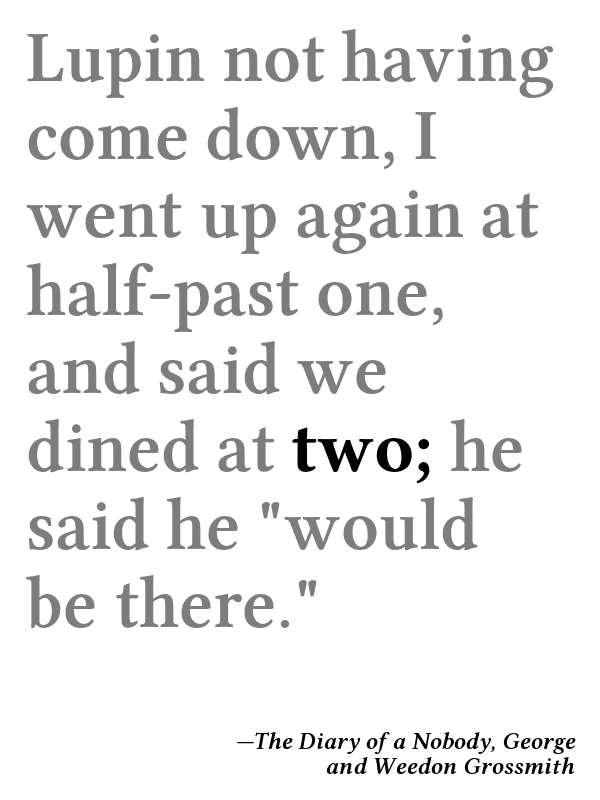 Lupin not having
come down, I
went up again at
half-past one,
and said we
dined at two; he
said he "would
be there."
—The Diary of a Nobody, George
and Weedon Grossmith